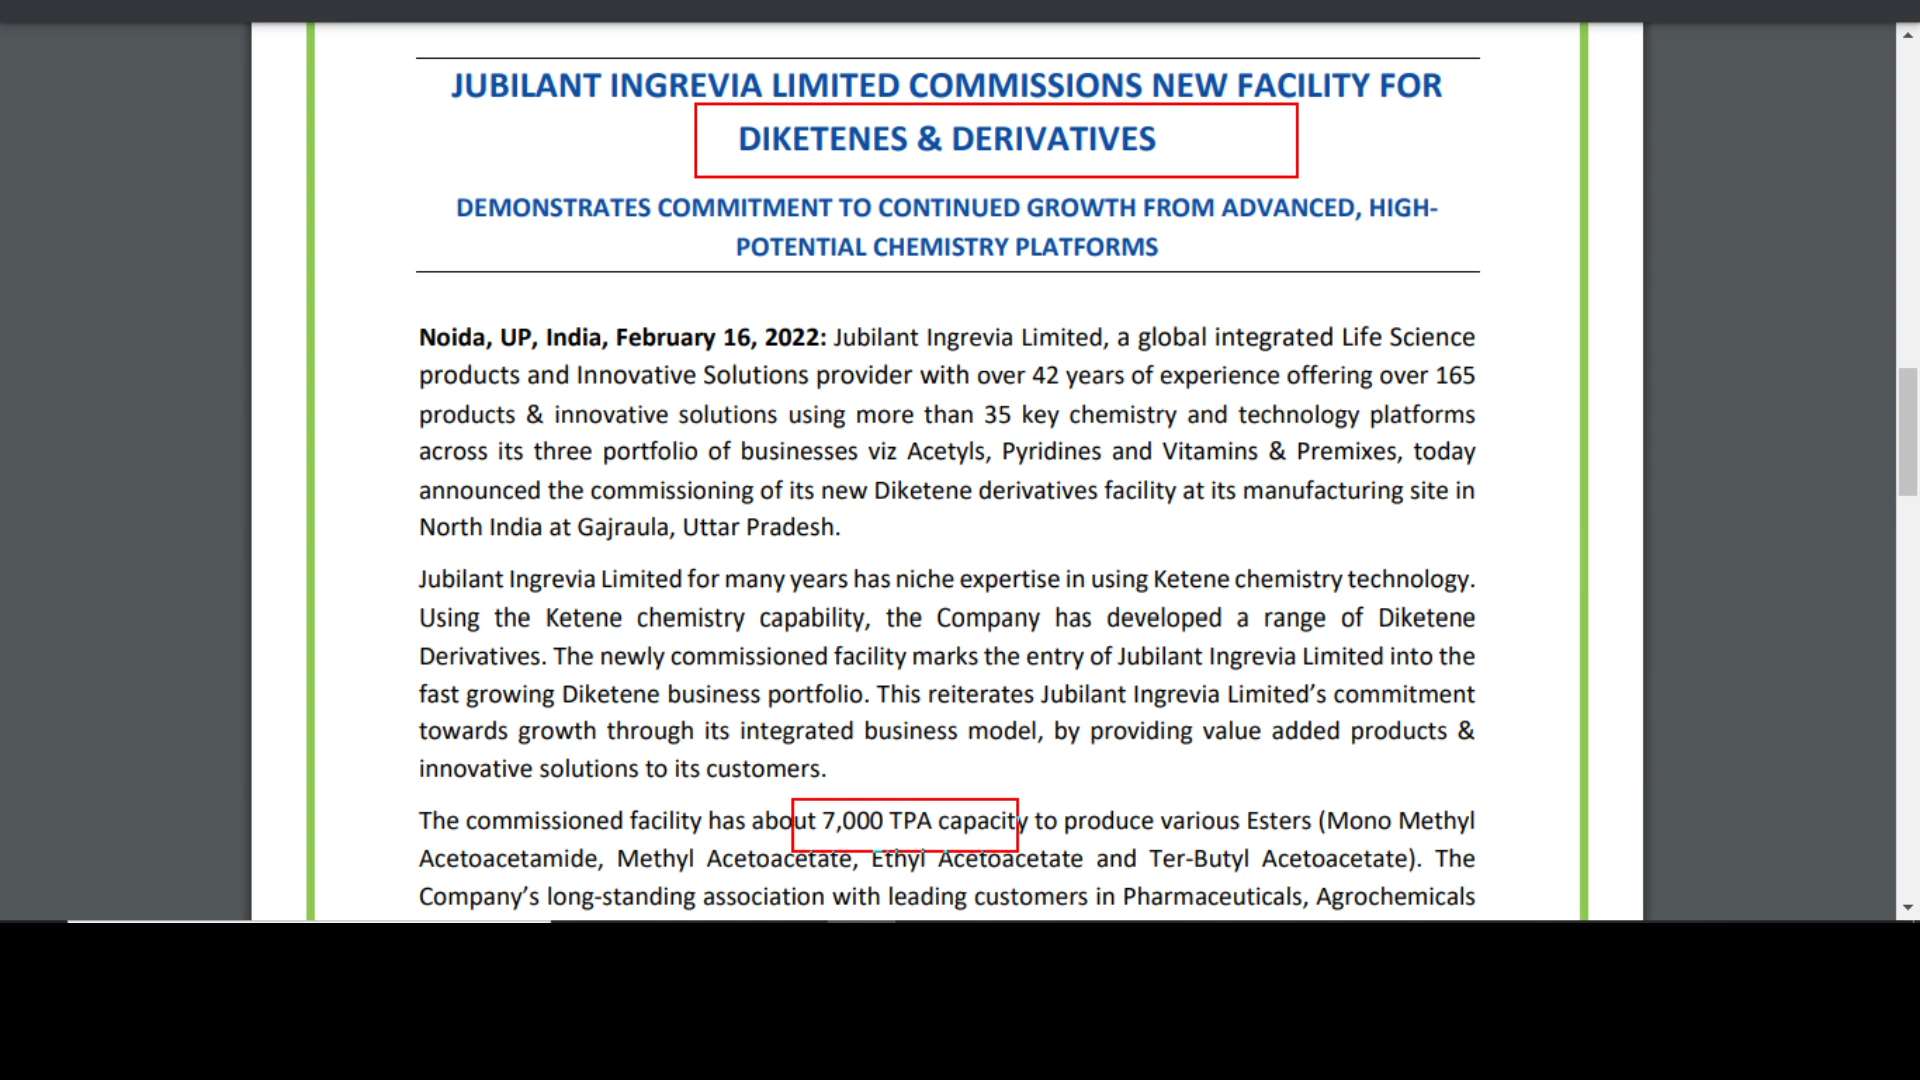 JUBILANT INGREVIA LIMITED COMMISSIONS NEW FACILITY FOR
DIKETENES & DERIVATIVES
DEMONSTRATES COMMITMENT TO CONTINUED GROWTH FROM ADVANCED, HIGH-
POTENTIAL CHEMISTRY PLATFORMS
Noida, UP, India, February 16, 2022: Jubilant Ingrevia Limited, a global integrated Life Science
products and Innovative Solutions provider with over 42 years of experience offering over 165
products & innovative solutions using more than 35 key chemistry and technology platforms
across its three portfolio of businesses viz Acetyls, Pyridines and Vitamins & Premixes, today
announced the commissioning of its new Diketene derivatives facility at its manufacturing site in
North India at Gajraula, Uttar Pradesh.
Jubilant Ingrevia Limited for many years has niche expertise in using Ketene chemistry technology.
Using the Ketene chemistry capability, the Company has developed a range of Diketene
Derivatives. The newly commissioned facility marks the entry of Jubilant Ingrevia Limited into the
fast growing Diketene business portfolio. This reiterates Jubilant Ingrevia Limited’s commitment
towards growth through its integrated business model, by providing value added products &
innovative solutions to its customers.
The commissioned facility has about 7,000 TPA capacity to produce various Esters (Mono Methyl
Acetoacetamide, Methyl Acetoacetate, Ethyl Acetoacetate and Ter-Butyl Acetoacetate). The
Company’s long-standing association with leading customers in Pharmaceuticals, Agrochemicals